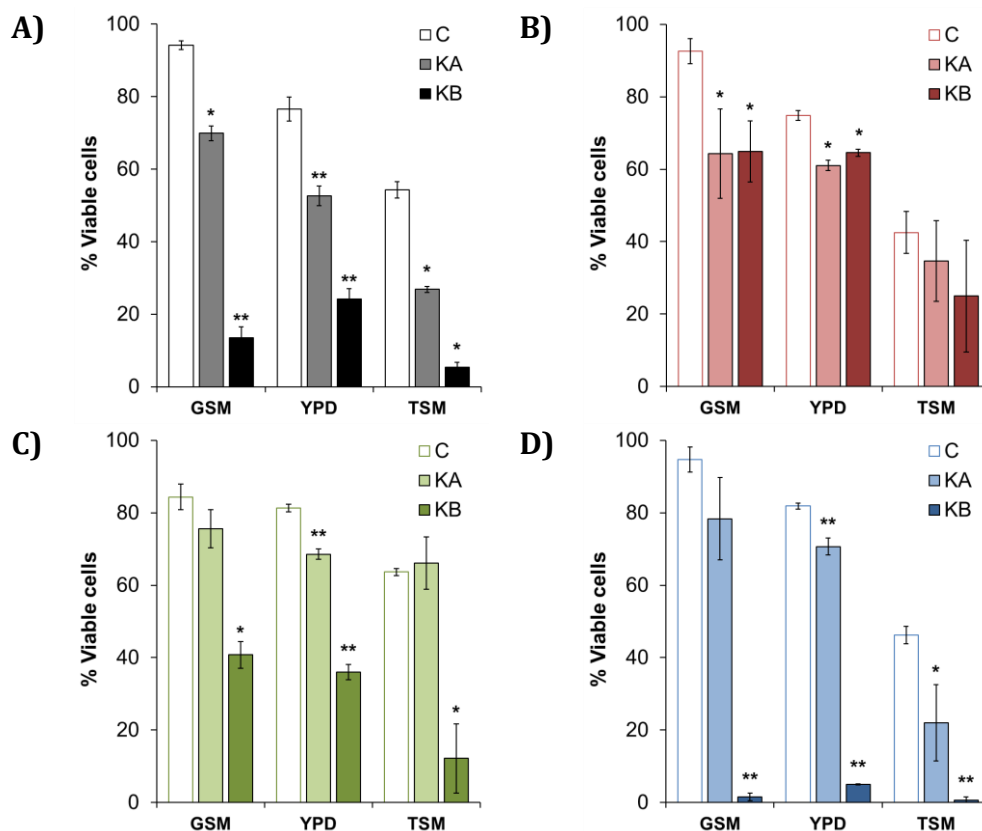 A)
% Viable cells
100
80
60
40
20
0
C
KA
KB
*
**
**
**
*
*
GSM YPD TSM
B)
% Viable cells
100
80
60
40
20
0
C
KA
KB
*
*
*
*
GSM YPD TSM
C)
% Viable cells
100
80
60
40
20
0
C
KA
KB
*
**
**
*
GSM YPD TSM
D)
% Viable cells
100
80
60
40
20
0
C
KA
KB
**
**
**
*
**
GSM YPD TSM